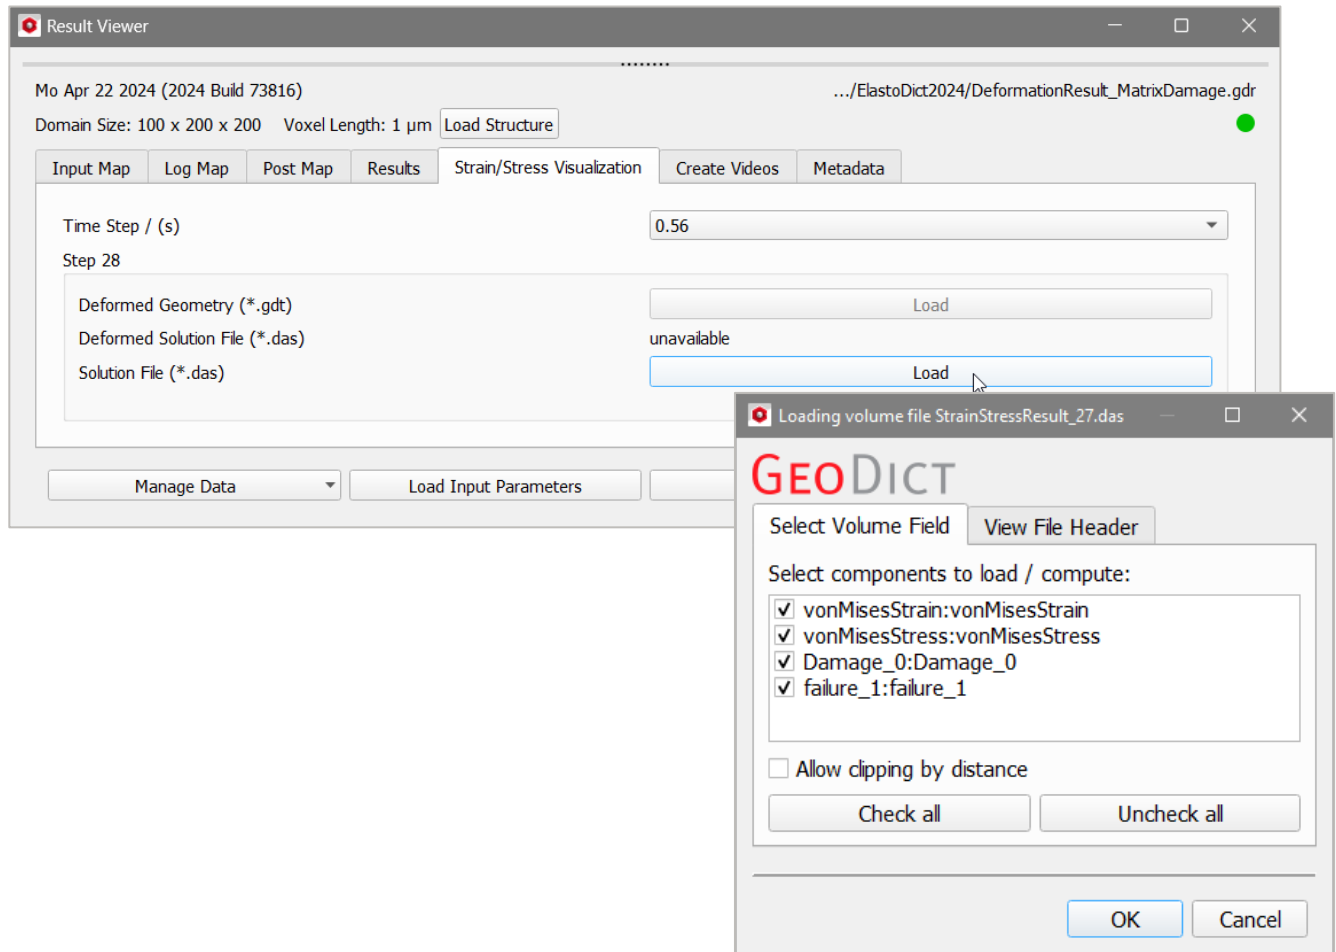 Result Viewer
Mo Apr 22 2024 (2024 Build 73816)
.../ElastoDict2024/DeformationResult_MatrixDamage.gdr
Domain Size: 100 x 200 x 200 Voxel Length: 1 µm Load Structure
Input Map Log Map Post Map Results Strain/Stress Visualization Create Videos Metadata
Time Step / (s) 0.56
Step 28
Deformed Geometry (*.gdt) Load
Deformed Solution File (*.das) unavailable
Solution File (*.das) Load
Manage Data Load Input Parameters
Loading volume file StrainStressResult_27.das
GEODICT
Select Volume Field View File Header
Select components to load / compute:
vonMisesStrain:vonMisesStrain
vonMisesStress:vonMisesStress
Damage_0:Damage_0
failure_1:failure_1
Allow clipping by distance
Check all Uncheck all
OK Cancel